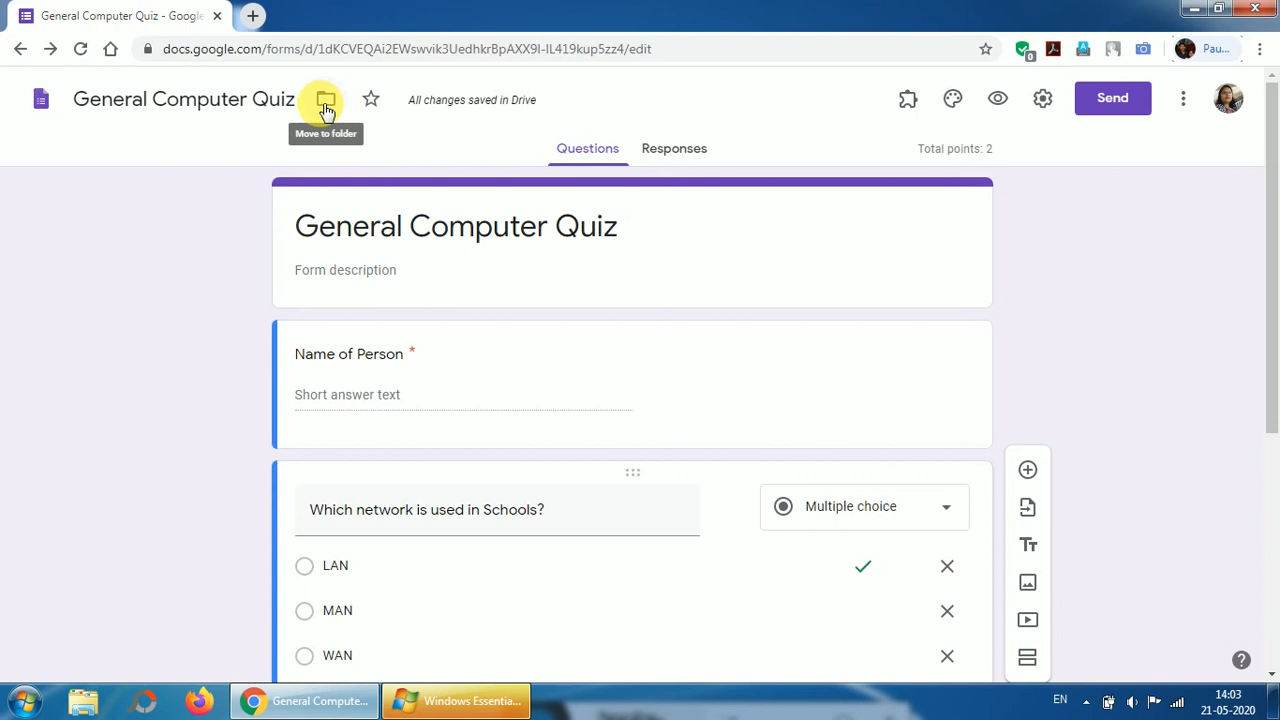 General Computer Quiz - Google
docs.google.com/forms/d/1dKCVEQAi2EWswvik3UedhkrBpAXX9I-IL419kup5zz4/edit
0
Pau...
General Computer Quiz
All changes saved in Drive
Send
Move to folder
Questions
Responses
Total points: 2
General Computer Quiz
Form description
Name of Person *
Short answer text
Which network is used in Schools?
Multiple choice
LAN
MAN
WAN
Tт
General Compute...
Windows Essentia...
EN
14:03
21-05-2020